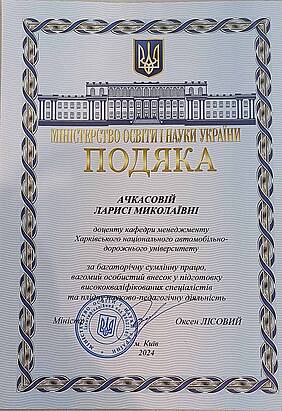 МІНІСТЕРСТВО ОСВІТИ І НАУКИ УКРАЇНИ
ПОДЯКА
АЧКАСОВІЙ
ЛАРИСІ МИКОЛАЇВНІ
доценту кафедри менеджменту
Харківського національного автомобільно-
дорожнього університету
за багаторічну сумлінну працю,
вагомий особистий внесок у підготовку
висококваліфікованих спеціалістів
та плідну науково-педагогічну діяльність
Міністр Оксен ЛІСОВИЙ
м. Київ
2024